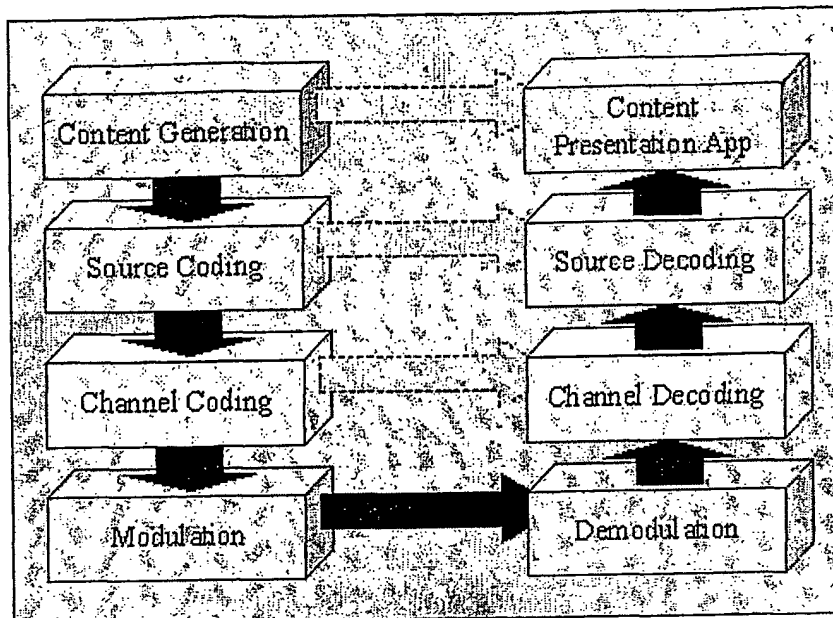 Content Generation
Content
Presentation App
Source Coding
Source Decoding
Channel Coding
Channel Decoding
Modulation
Demodulation